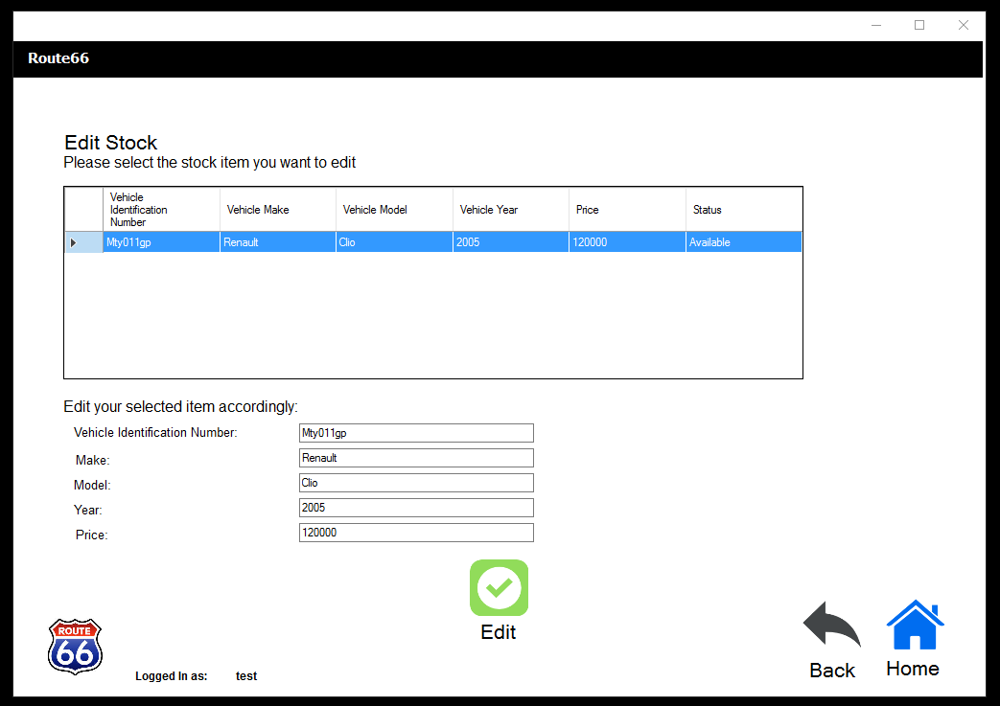 Route66
Edit Stock
Please select the stock item you want to edit
Vehicle
Identification
Number
Vehicle Make
Vehicle Model
Vehicle Year
Price
Status
Mty011gp
Renault
Clio
2005
120000
Available
Edit your selected item accordingly:
Vehicle Identification Number:
Mty011gp
Make:
Renault
Model:
Clio
Year:
2005
Price:
120000
Edit
ROUTE
66
Logged In as: test
Back
Home